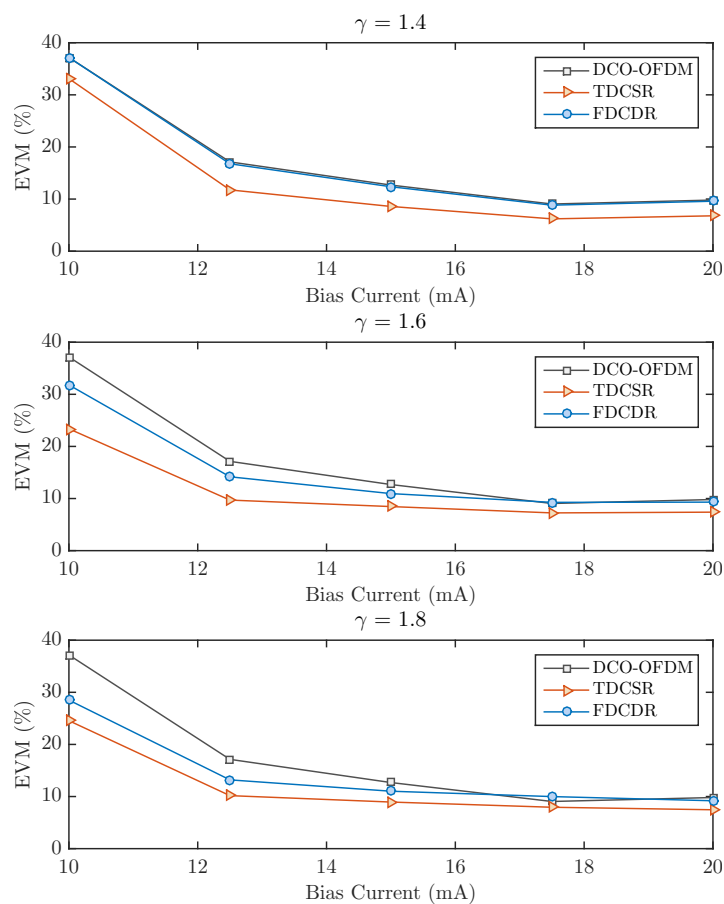 γ = 1.4
40
30
20
10
0
EVM (%)
DCO-OFDM
TDCSR
FDCDR
10 12 14 16 18 20
Bias Current (mA)
γ = 1.6
40
30
20
10
0
EVM (%)
DCO-OFDM
TDCSR
FDCDR
10 12 14 16 18 20
Bias Current (mA)
γ = 1.8
40
30
20
10
0
EVM (%)
DCO-OFDM
TDCSR
FDCDR
10 12 14 16 18 20
Bias Current (mA)